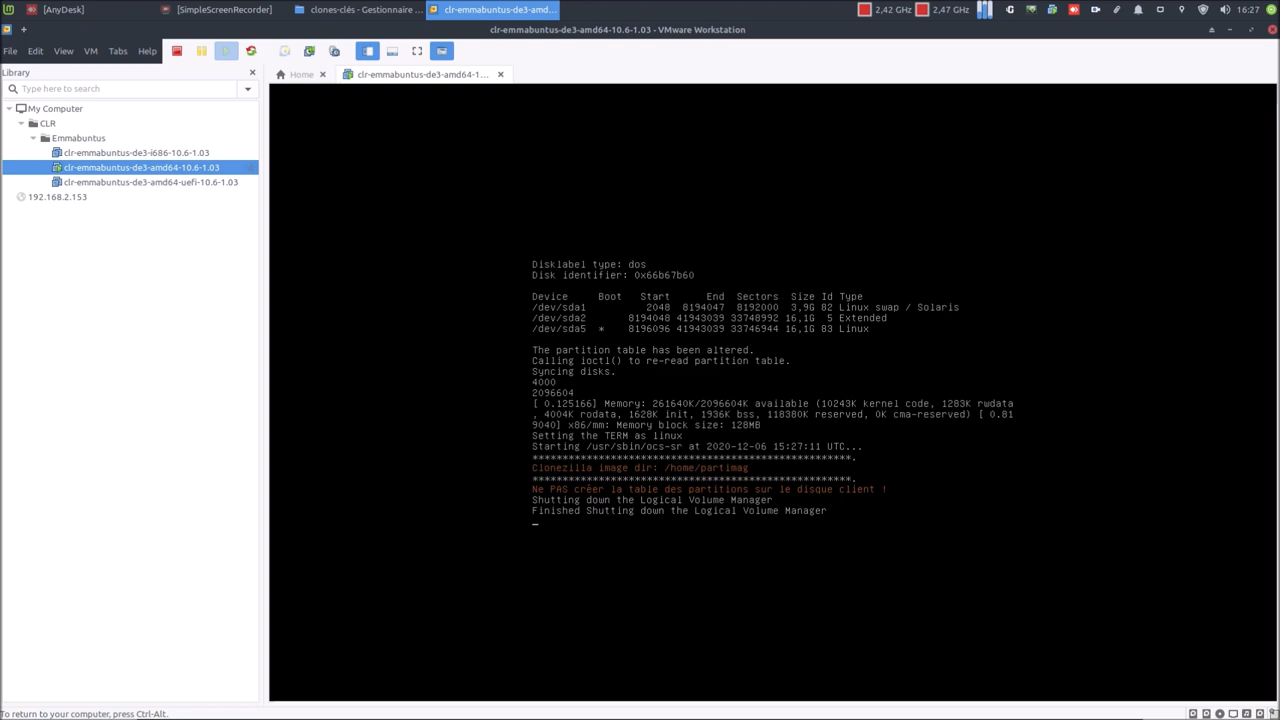 [AnyDesk]
[SimpleScreenRecorder]
clones-clés - Gestionnaire ...
clr-emmabuntus-de3-amd...
2,42 GHz
2,47 GHz
16:27
clr-emmabuntus-de3-amd64-10.6-1.03 - VMware Workstation
File Edit View VM Tabs Help
Library
Home
clr-emmabuntus-de3-amd64-1...
Type here to search
My Computer
CLR
Emmabuntus
clr-emmabuntus-de3-i686-10.6-1.03
clr-emmabuntus-de3-amd64-10.6-1.03
clr-emmabuntus-de3-amd64-uefi-10.6-1.03
192.168.2.153
Disklabel type: dos
Disk identifier: 0x66b67b60
Device Boot Start End Sectors Size Id Type
/dev/sda1 2048 8194047 8192000 3,9G 82 Linux swap / Solaris
/dev/sda2 8194048 41943039 33748992 16,1G 5 Extended
/dev/sda5 * 8196096 41943039 33746944 16,1G 83 Linux
The partition table has been altered.
Calling ioctl() to re-read partition table.
Syncing disks.
4000
2096604
[ 0.125166] Memory: 261640K/2096604K available (10243K kernel code, 1283K rwdata
, 4004K rodata, 1628K init, 1936K bss, 118380K reserved, 0K cma-reserved) [ 0.81
9040] x86/mm: Memory block size: 128MB
Setting the TERM as linux
Starting /usr/sbin/ocs-sr at 2020-12-06 15:27:11 UTC...
*****************************************************.
Clonezilla image dir: /home/partimag
*****************************************************.
Ne PAS créer la table des partitions sur le disque client !
Shutting down the Logical Volume Manager
Finished Shutting down the Logical Volume Manager
To return to your computer, press Ctrl-Alt.